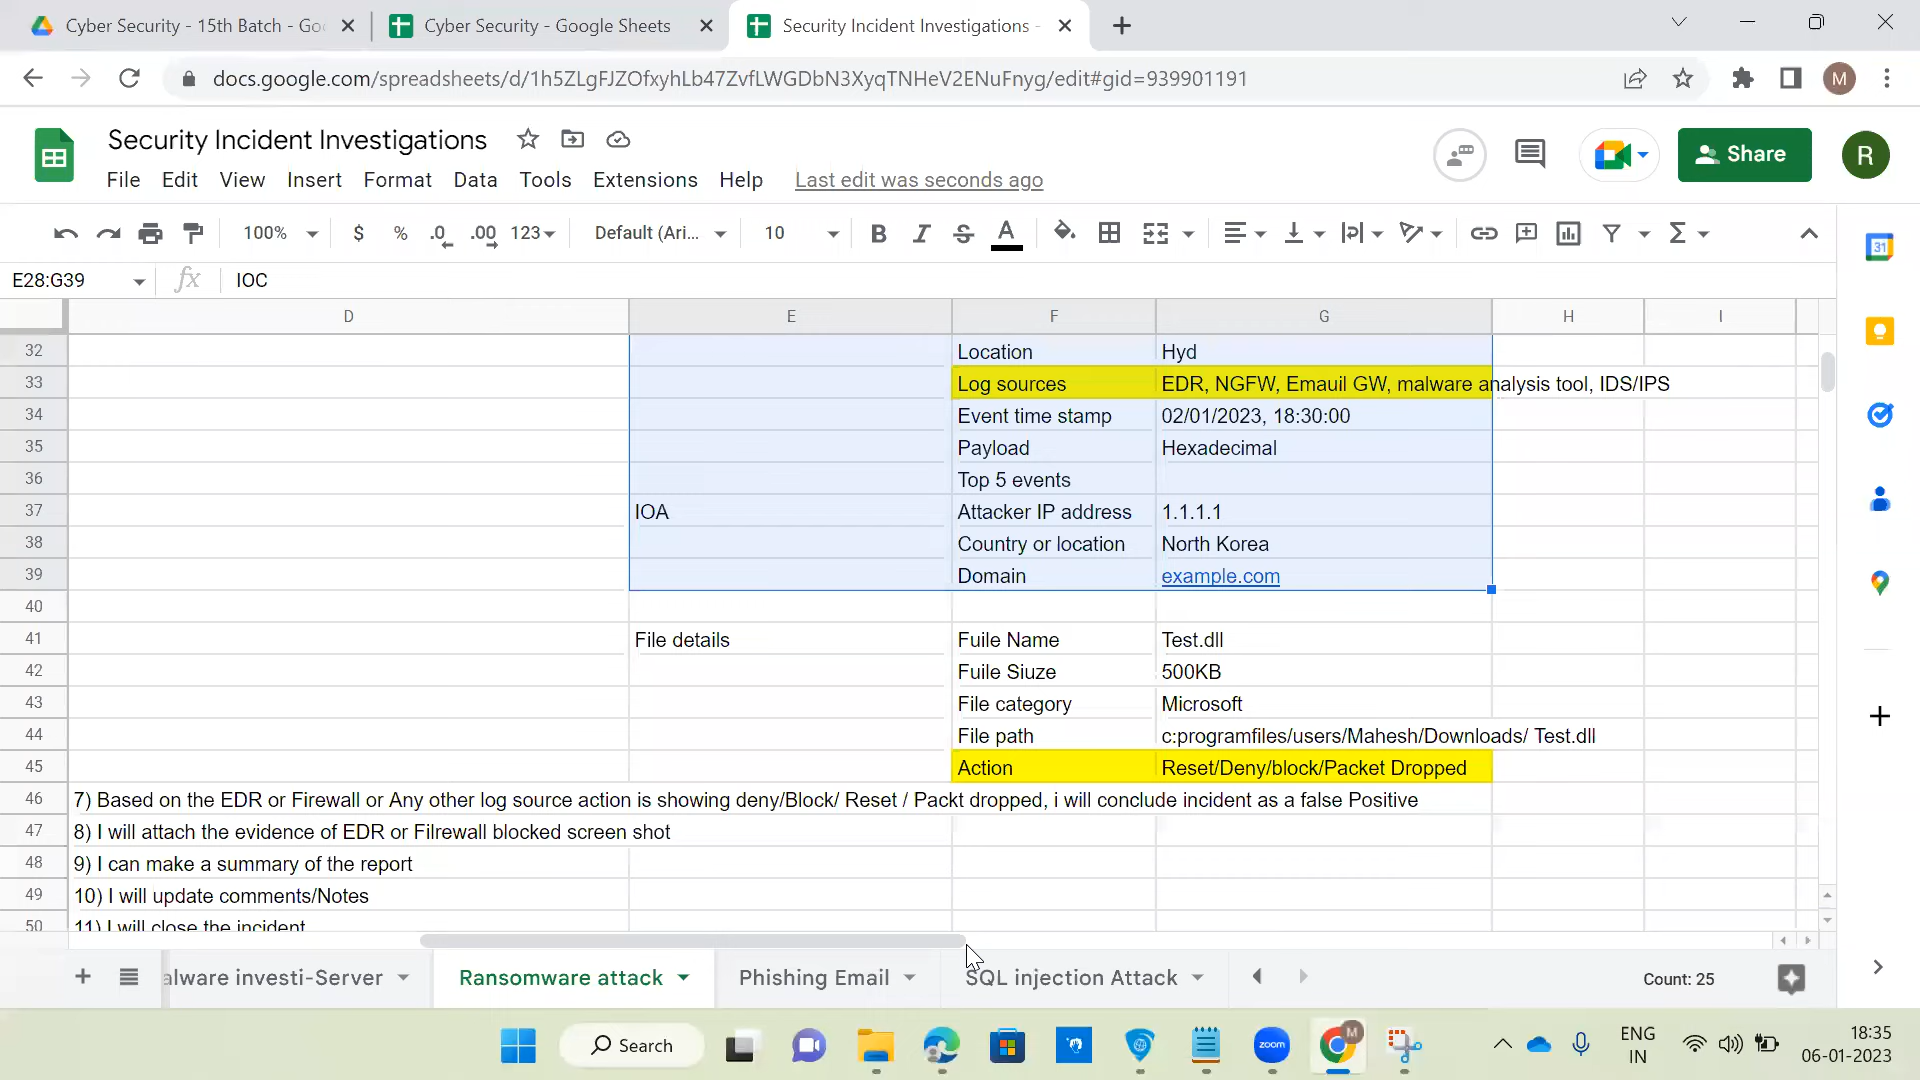 Cyber Security - 15th Batch - Goo
Cyber Security - Google Sheets
Security Incident Investigations -
docs.google.com/spreadsheets/d/1h5ZLgFJZOfxyhLb47ZvfLWGDbN3XyqTNHeV2ENuFnyg/edit#gid=939901191
M
Security Incident Investigations
Share
R
File Edit View Insert Format Data Tools Extensions Help Last edit was seconds ago
100% $ % .0 .00 123 Default (Ari... 10 B I S A Σ
31
E28:G39 fx IOC
D E F G H I
32 Location Hyd
33 Log sources EDR, NGFW, Emauil GW, malware analysis tool, IDS/IPS
34 Event time stamp 02/01/2023, 18:30:00
35 Payload Hexadecimal
36 Top 5 events
37 IOA Attacker IP address 1.1.1.1
38 Country or location North Korea
39 Domain example.com
40
41 File details Fuile Name Test.dll
42 Fuile Siuze 500KB
43 File category Microsoft
44 File path c:programfiles/users/Mahesh/Downloads/ Test.dll
45 Action Reset/Deny/block/Packet Dropped
46 7) Based on the EDR or Firewall or Any other log source action is showing deny/Block/ Reset / Packt dropped, i will conclude incident as a false Positive
47 8) I will attach the evidence of EDR or Filrewall blocked screen shot
48 9) I can make a summary of the report
49 10) I will update comments/Notes
50 11) I will close the incident
alware investi-Server Ransomware attack Phishing Email SQL injection Attack Count: 25
Search zoom M ENG IN 18:35
06-01-2023